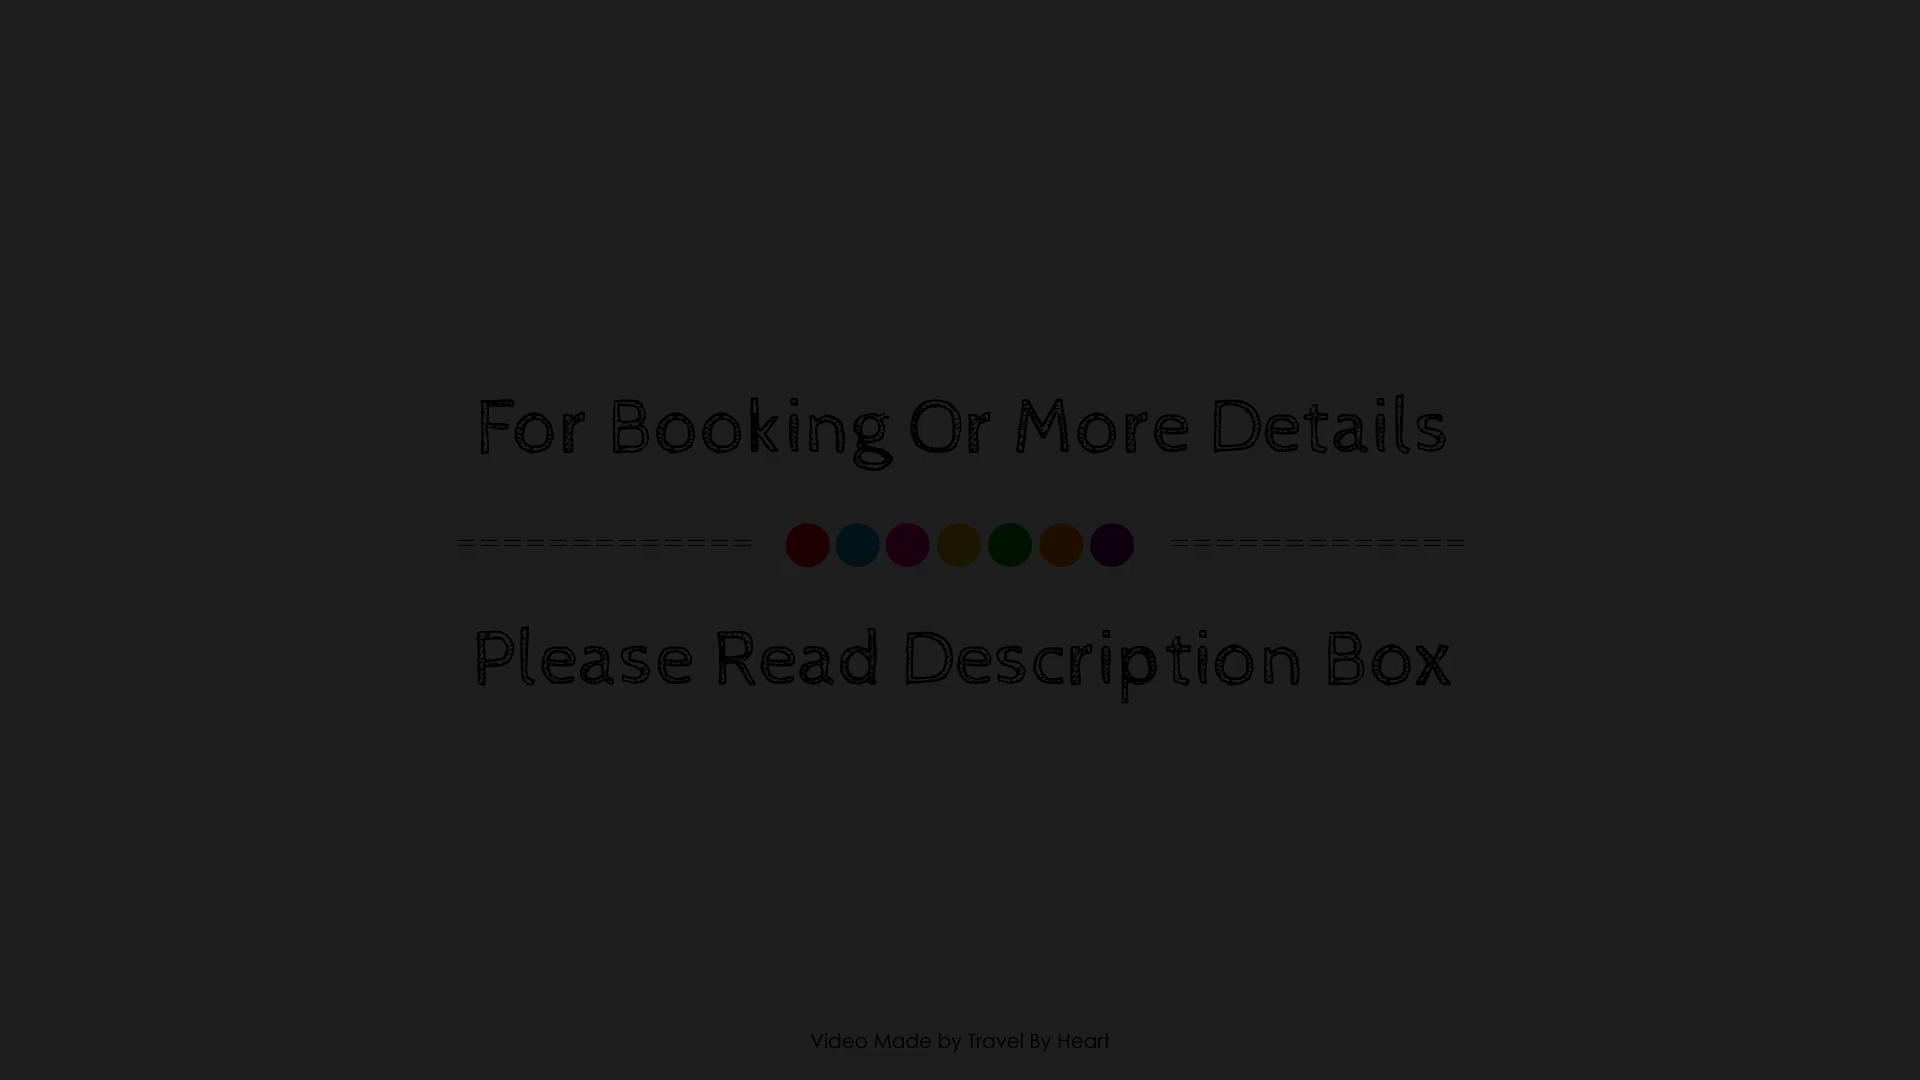 For Booking Or More Details
============= =============
Please Read Description Box
Video Made by Travel By Heart